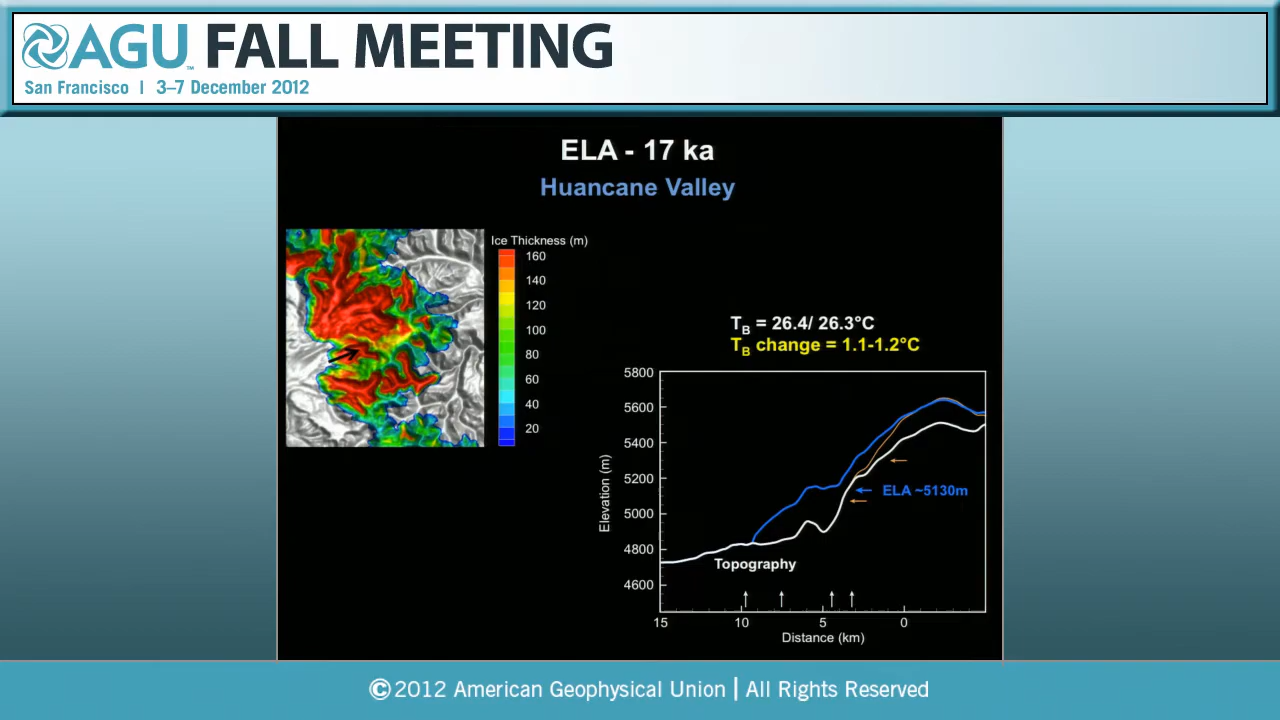 AGU™ FALL MEETING
San Francisco | 3–7 December 2012
ELA - 17 ka
Huancane Valley
Ice Thickness (m)
160
140
120
100
80
60
40
20
TB = 26.4/ 26.3°C
TB change = 1.1-1.2°C
5800
5600
5400
5200
5000
4800
4600
Elevation (m)
ELA ~5130m
Topography
15 10 5 0
Distance (km)
©2012 American Geophysical Union | All Rights Reserved